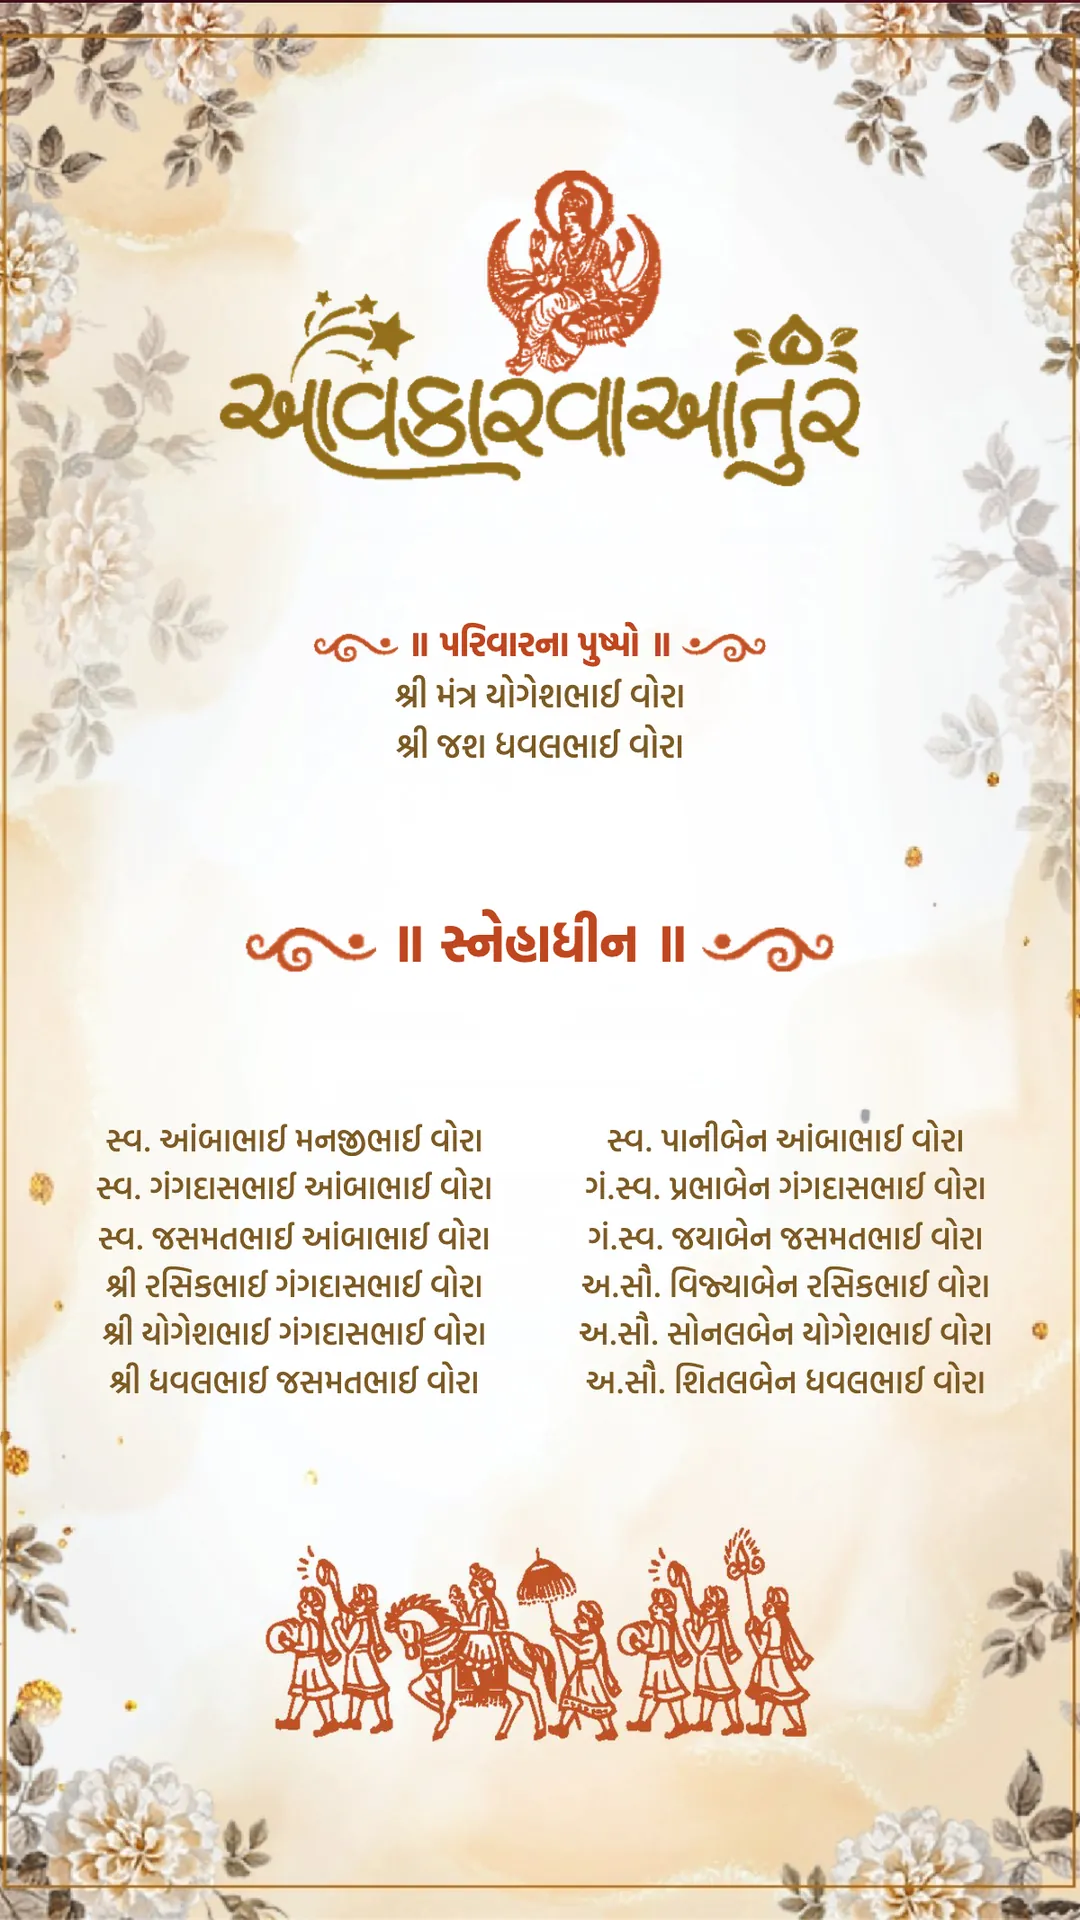 આવકારવા આતુર
॥ પરિવારના પુષ્પો ॥
શ્રી મંત્ર યોગેશભાઈ વોરા
શ્રી જશ ધવલભાઈ વોરા
॥ સ્નેહાધીન ॥
સ્વ. આંબાભાઈ મનજીભાઈ વોરા
સ્વ. ગંગદાસભાઈ આંબાભાઈ વોરા
સ્વ. જસમતભાઈ આંબાભાઈ વોરા
શ્રી રસિકભાઈ ગંગદાસભાઈ વોરા
શ્રી યોગેશભાઈ ગંગદાસભાઈ વોરા
શ્રી ધવલભાઈ જસમતભાઈ વોરા
સ્વ. પાનીબેન આંબાભાઈ વોરા
ગં.સ્વ. પ્રભાબેન ગંગદાસભાઈ વોરા
ગં.સ્વ. જયાબેન જસમતભાઈ વોરા
અ.સૌ. વિજ્યાબેન રસિકભાઈ વોરા
અ.સૌ. સોનલબેન યોગેશભાઈ વોરા
અ.સૌ. શિતલબેન ધવલભાઈ વોરા